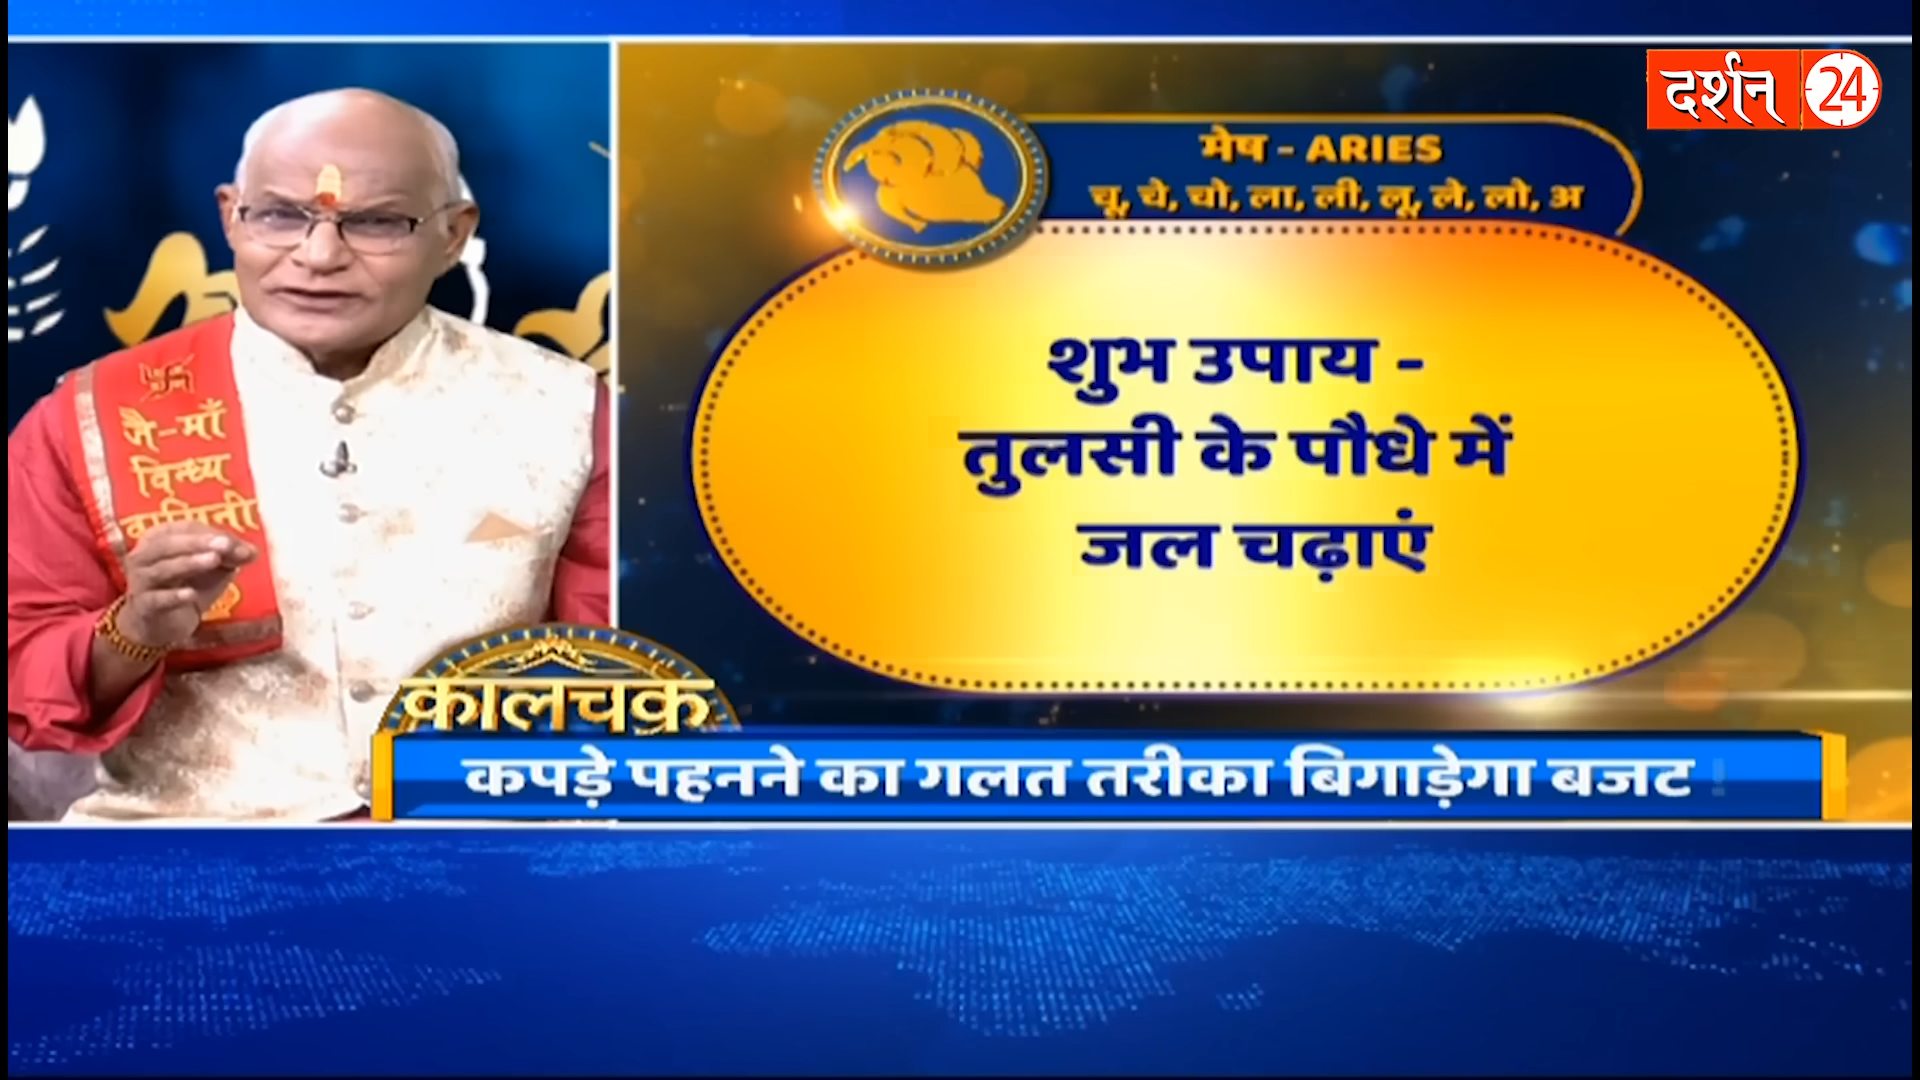 दर्शन 24
मेष - ARIES
चू, चे, चो, ला, ली, लू, ले, लो, अ
शुभ उपाय -
तुलसी के पौधे में
जल चढ़ाएं
जै-माँ
विन्ध्य
कालचक्र
कपड़े पहनने का गलत तरीका बिगाड़ेगा बजट !